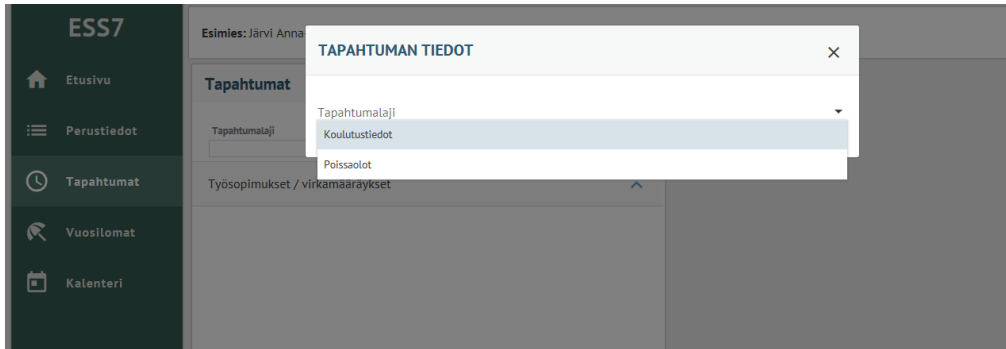 ESS7
Etusivu
Perustiedot
Tapahtumat
Vuosilomat
Kalenteri
Esimies: Järvi Anna
Tapahtumat
Tapahtumalaji
Työsopimukset / virkamääräykset
TAPAHTUMAN TIEDOT
Tapahtumalaji
Koulutustiedot
Poissaolot